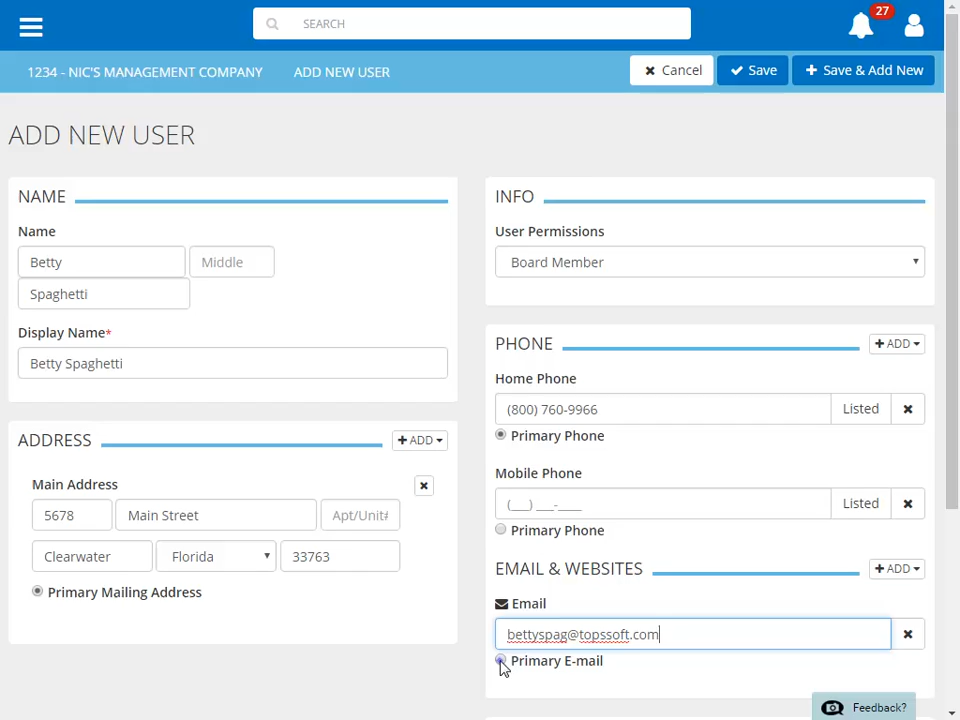 SEARCH
27
1234 - NIC'S MANAGEMENT COMPANY
ADD NEW USER
Cancel
Save
Save & Add New
ADD NEW USER
NAME
Name
Betty
Middle
Spaghetti
Display Name*
Betty Spaghetti
ADDRESS
ADD
Main Address
5678
Main Street
Apt/Unit#
Clearwater
Florida
33763
Primary Mailing Address
INFO
User Permissions
Board Member
PHONE
ADD
Home Phone
(800) 760-9966
Listed
Primary Phone
Mobile Phone
(___) ___-____
Listed
Primary Phone
EMAIL & WEBSITES
ADD
Email
bettyspag@topssoft.com
Primary E-mail
Feedback?